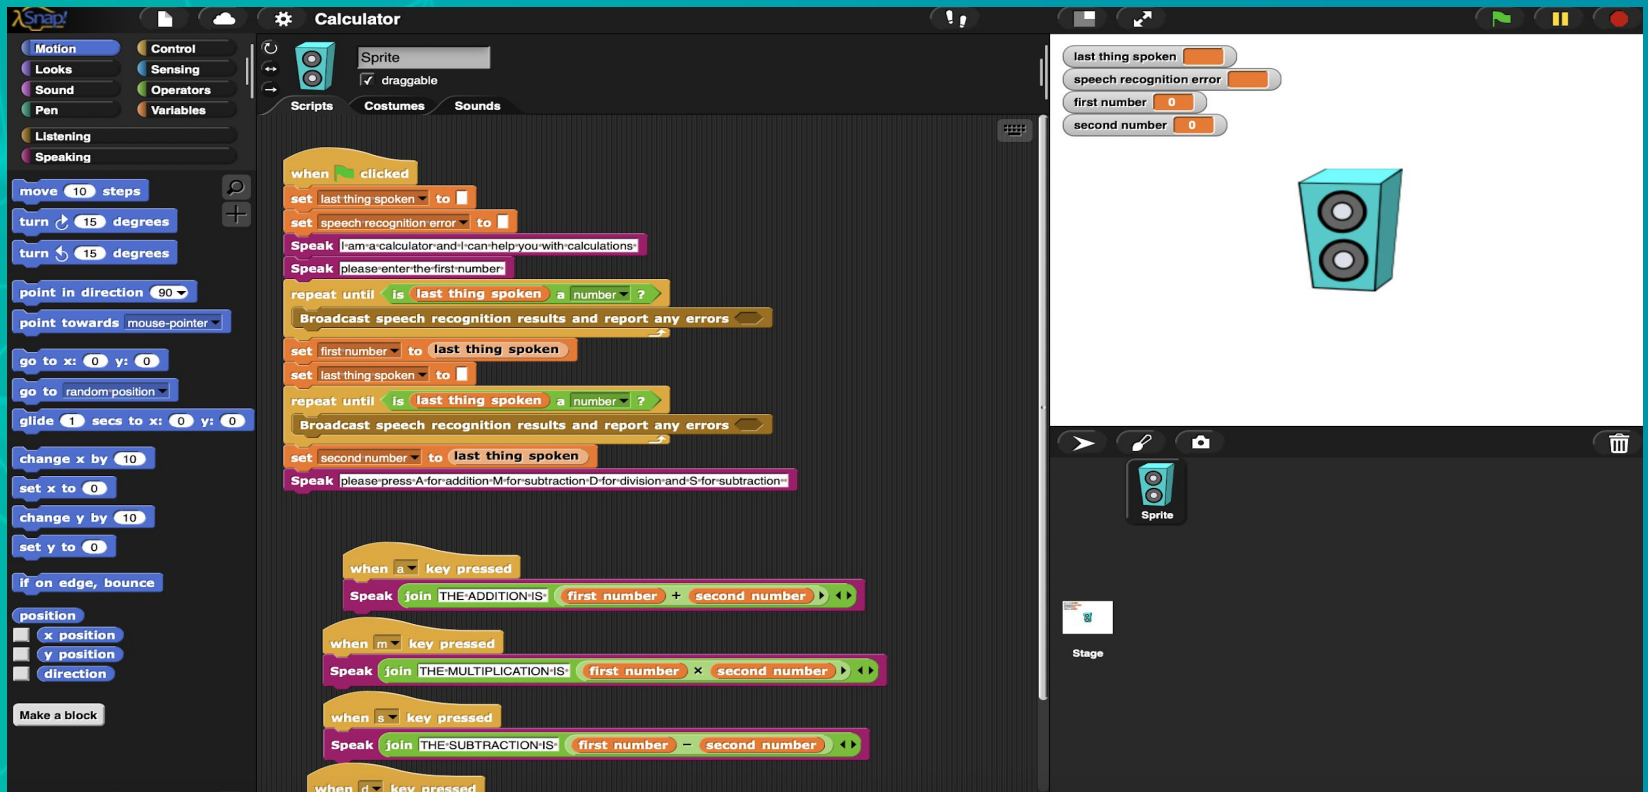 Snap!
Calculator
Motion
Control
Looks
Sensing
Sound
Operators
Pen
Variables
Listening
Speaking
move 10 steps
turn 15 degrees
turn 15 degrees
point in direction 90
point towards mouse-pointer
go to x: 0 y: 0
go to random position
glide 1 secs to x: 0 y: 0
change x by 10
set x to 0
change y by 10
set y to 0
if on edge, bounce
position
x position
y position
direction
Make a block
Sprite
draggable
Scripts Costumes Sounds
when clicked
set last thing spoken to
set speech recognition error to
Speak I am a calculator and I can help you with calculations
Speak please enter the first number
repeat until is last thing spoken a number ?
Broadcast speech recognition results and report any errors
set first number to last thing spoken
set last thing spoken to
repeat until is last thing spoken a number ?
Broadcast speech recognition results and report any errors
set second number to last thing spoken
Speak please press A for addition M for subtraction D for division and S for subtraction
when a key pressed
Speak join THE ADDITION IS first number + second number
when m key pressed
Speak join THE MULTIPLICATION IS first number × second number
when s key pressed
Speak join THE SUBTRACTION IS first number − second number
when d key pressed
last thing spoken
speech recognition error
first number 0
second number 0
Sprite
Stage